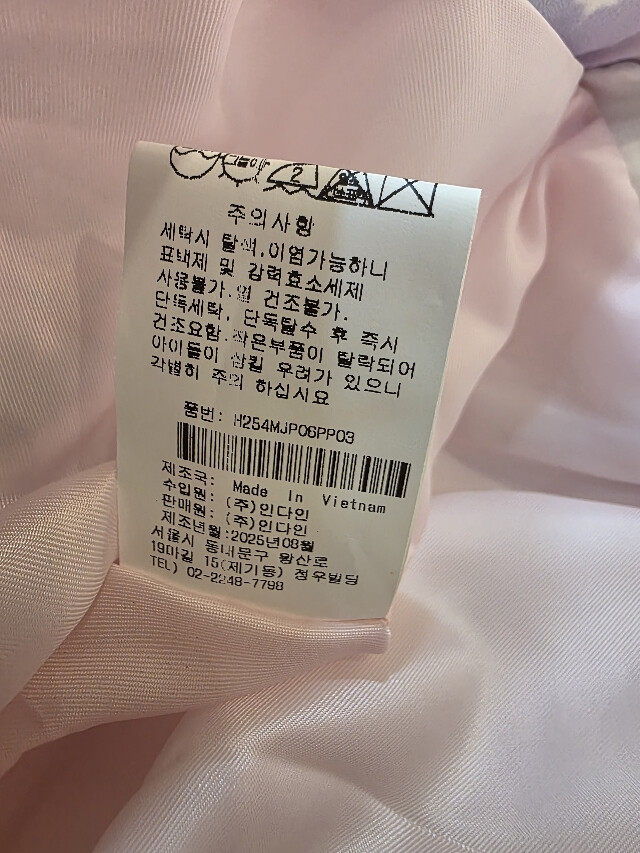 2
주의사항
세탁시 탈색,이염가능하니
표백제 및 강력효소세제
사용불가.열 건조불가.
단독세탁, 단독탈수 후 즉시
건조요함.작은부품이 탈락되어
아이들이 삼킬 우려가 있으니
각별히 주의 하십시요
품번: H254MJP06PP03
제조국: Made in Vietnam
수입원: (주)인다인
판매원: (주)인다인
제조년월:2025년08월
서울시 동대문구 왕산로
19마길 15(제기동) 청우빌딩
TEL) 02-2248-7798